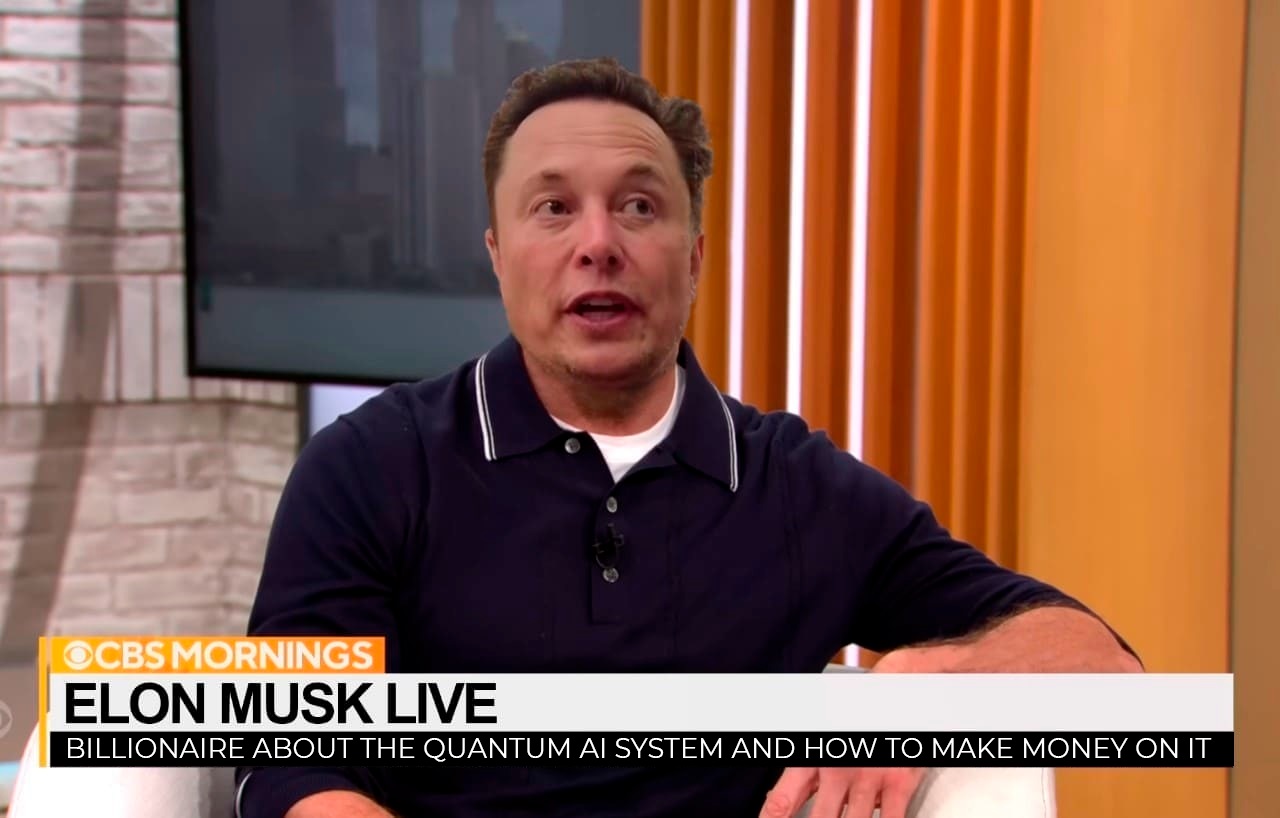 CBS MORNINGS
ELON MUSK LIVE
BILLIONAIRE ABOUT THE QUANTUM AI SYSTEM AND HOW TO MAKE MONEY ON IT